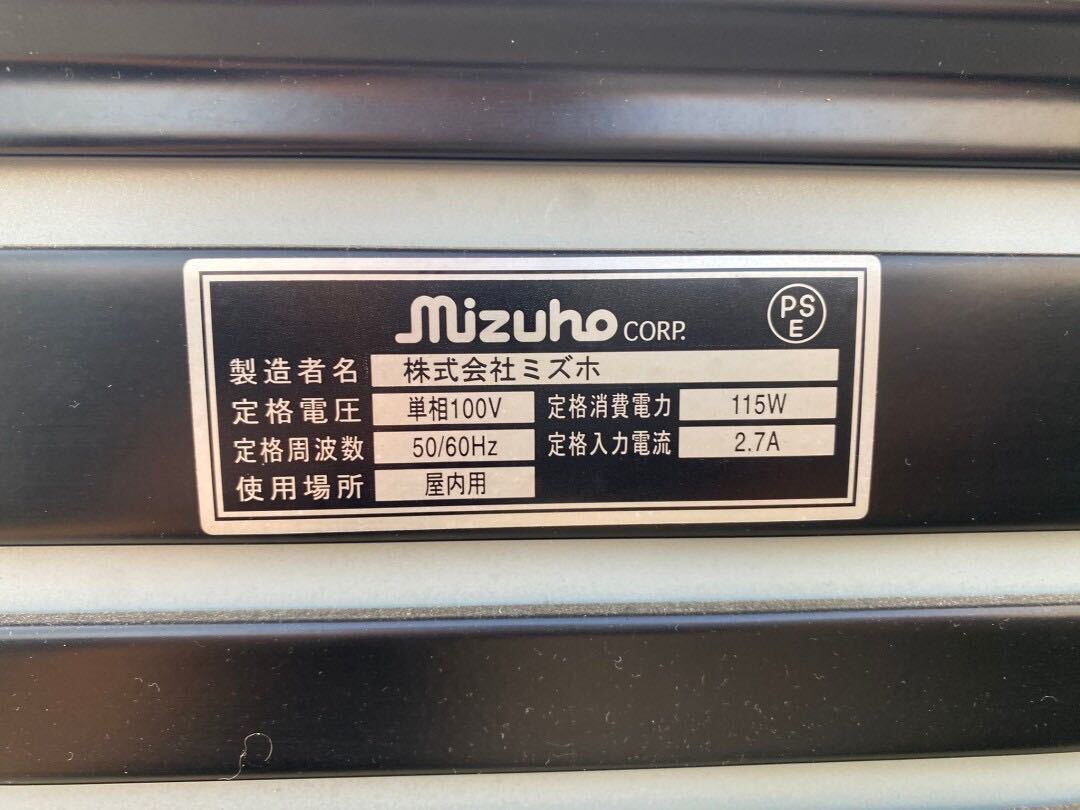 mizuho CORP.
PS
E
製造者名 株式会社ミズホ
定格電圧 単相100V 定格消費電力 115W
定格周波数 50/60Hz 定格入力電流 2.7A
使用場所 屋内用